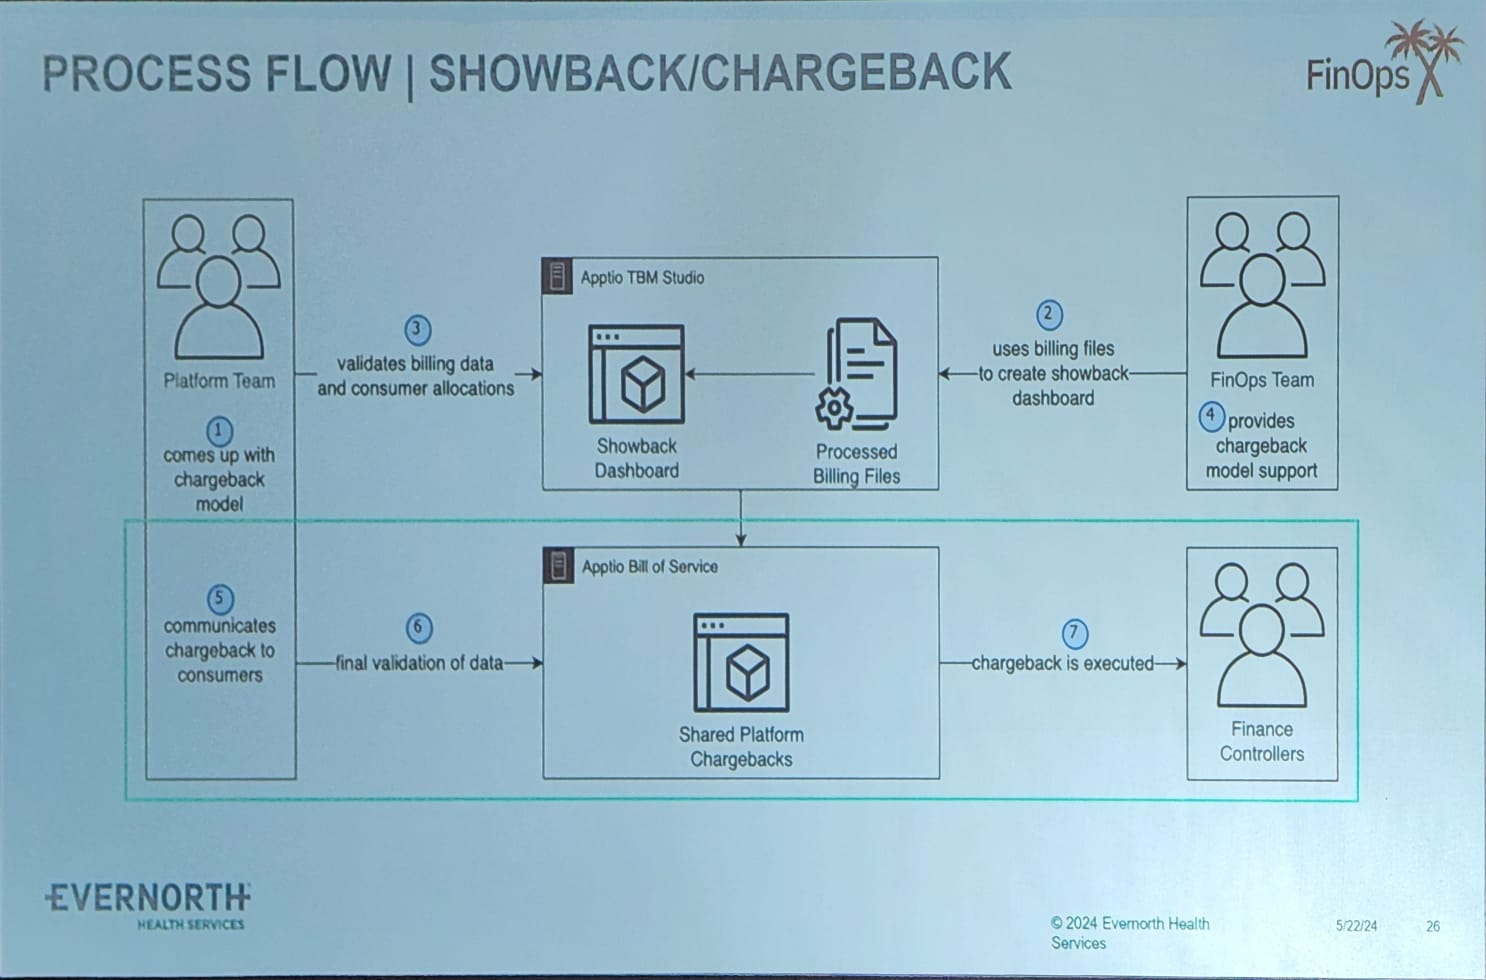 PROCESS FLOW | SHOWBACK/CHARGEBACK
FinOps X
Platform Team
1
comes up with
chargeback
model
3
validates billing data
and consumer allocations
Apptio TBM Studio
Showback
Dashboard
Processed
Billing Files
2
uses billing files
to create showback
dashboard
FinOps Team
4 provides
chargeback
model support
5
communicates
chargeback to
consumers
6
final validation of data
Apptio Bill of Service
Shared Platform
Chargebacks
7
chargeback is executed
Finance
Controllers
EVERNORTH
HEALTH SERVICES
© 2024 Evernorth Health
Services
5/22/24
26